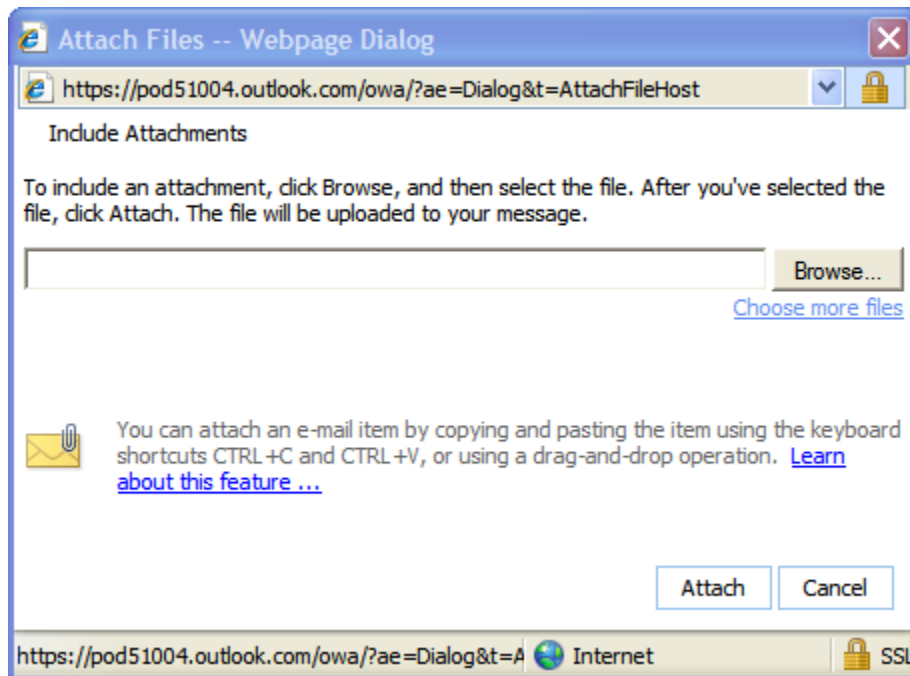 Attach Files -- Webpage Dialog
https://pod51004.outlook.com/owa/?ae=Dialog&t=AttachFileHost
Include Attachments
To include an attachment, click Browse, and then select the file. After you've selected the
file, click Attach. The file will be uploaded to your message.
Browse...
Choose more files
You can attach an e-mail item by copying and pasting the item using the keyboard
shortcuts CTRL+C and CTRL+V, or using a drag-and-drop operation. Learn
about this feature ...
Attach Cancel
https://pod51004.outlook.com/owa/?ae=Dialog&t=A Internet SSL